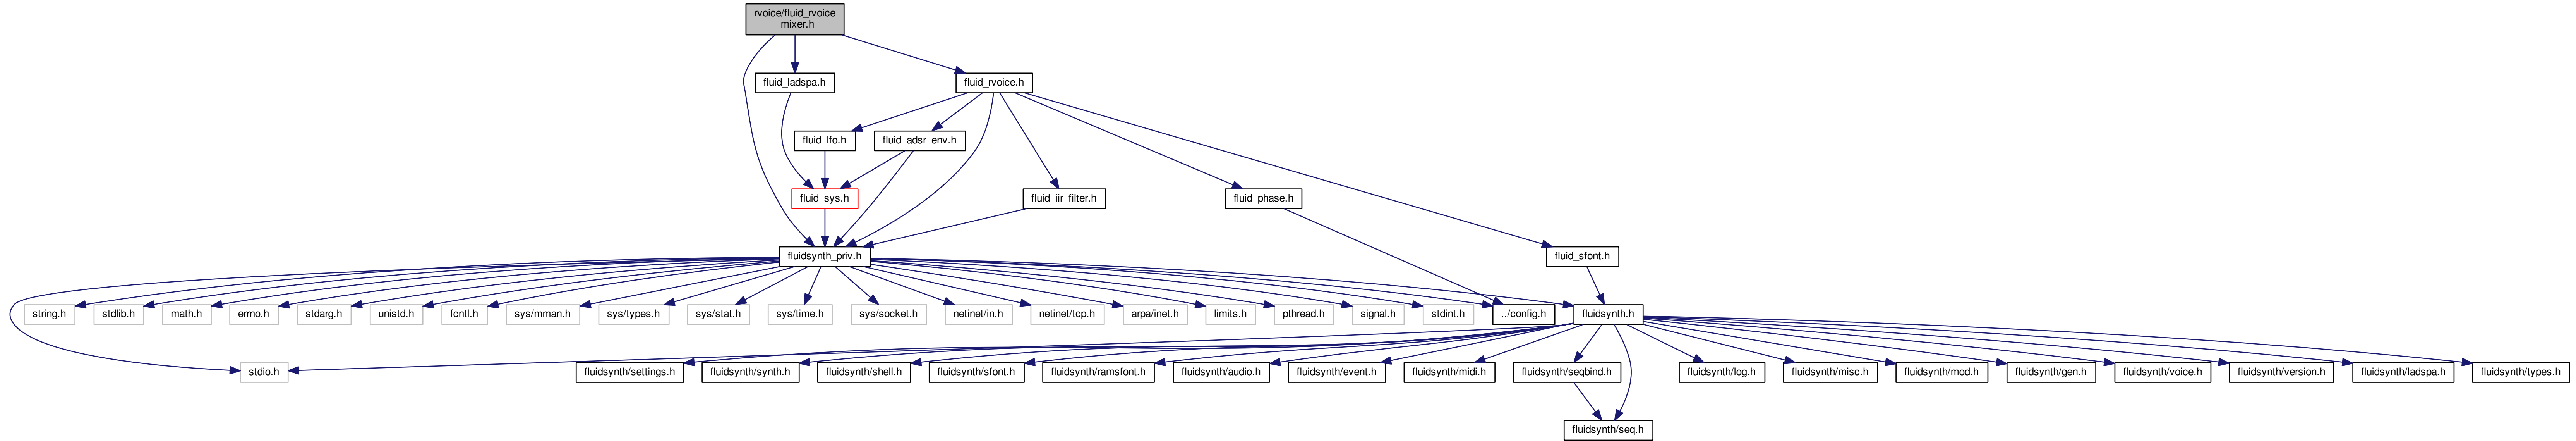 rvoice/fluid_rvoice
_mixer.h
fluid_ladspa.h
fluid_rvoice.h
fluid_lfo.h
fluid_adsr_env.h
fluid_sys.h
fluid_iir_filter.h
fluid_phase.h
fluidsynth_priv.h
fluid_sfont.h
string.h
stdlib.h
math.h
errno.h
stdarg.h
unistd.h
fcntl.h
sys/mman.h
sys/types.h
sys/stat.h
sys/time.h
sys/socket.h
netinet/in.h
netinet/tcp.h
arpa/inet.h
limits.h
pthread.h
signal.h
stdint.h
../config.h
fluidsynth.h
stdio.h
fluidsynth/settings.h
fluidsynth/synth.h
fluidsynth/shell.h
fluidsynth/sfont.h
fluidsynth/ramsfont.h
fluidsynth/audio.h
fluidsynth/event.h
fluidsynth/midi.h
fluidsynth/seqbind.h
fluidsynth/log.h
fluidsynth/misc.h
fluidsynth/mod.h
fluidsynth/gen.h
fluidsynth/voice.h
fluidsynth/version.h
fluidsynth/ladspa.h
fluidsynth/types.h
fluidsynth/seq.h